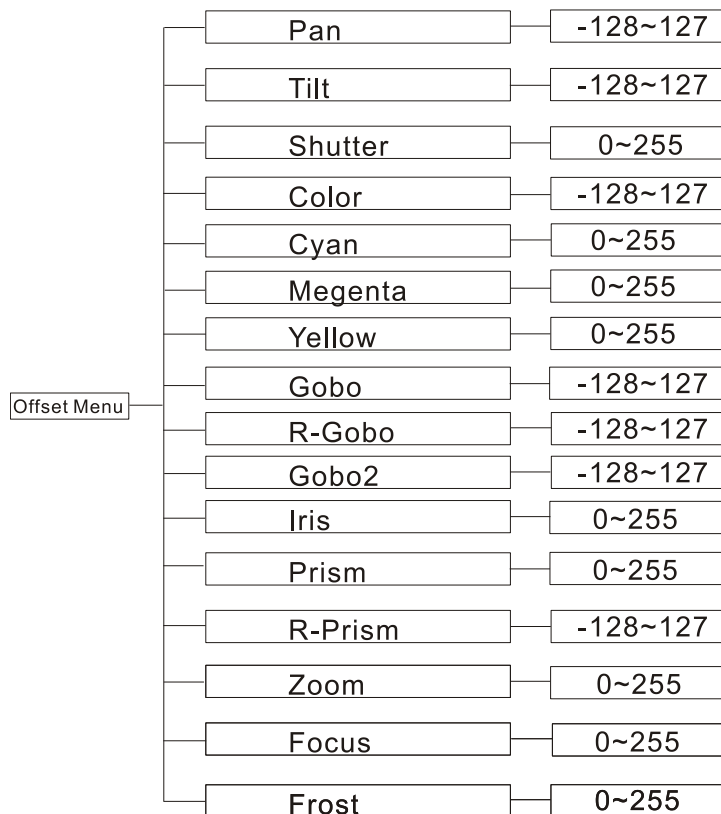 Pan -128~127
Tilt -128~127
Shutter 0~255
Color -128~127
Cyan 0~255
Megenta 0~255
Yellow 0~255
Offset Menu
Gobo -128~127
R-Gobo -128~127
Gobo2 -128~127
Iris 0~255
Prism 0~255
R-Prism -128~127
Zoom 0~255
Focus 0~255
Frost 0~255